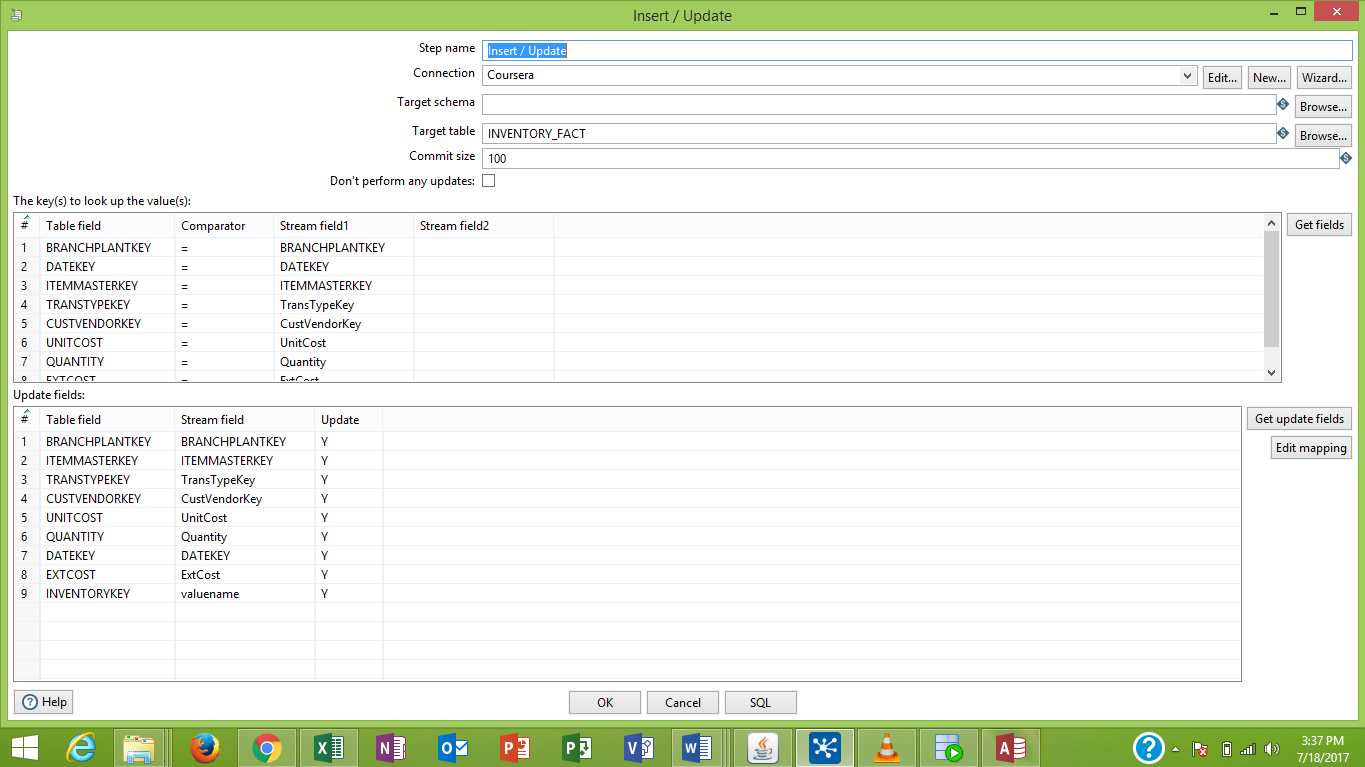 Insert / Update
Step name Insert / Update
Connection Coursera Edit... New... Wizard...
Target schema Browse...
Target table INVENTORY_FACT Browse...
Commit size 100
Don't perform any updates:
The key(s) to look up the value(s):
# Table field Comparator Stream field1 Stream field2 Get fields
1 BRANCHPLANTKEY = BRANCHPLANTKEY
2 DATEKEY = DATEKEY
3 ITEMMASTERKEY = ITEMMASTERKEY
4 TRANSTYPEKEY = TransTypeKey
5 CUSTVENDORKEY = CustVendorKey
6 UNITCOST = UnitCost
7 QUANTITY = Quantity
8 EXTCOST = ExtCost
Update fields:
# Table field Stream field Update Get update fields
1 BRANCHPLANTKEY BRANCHPLANTKEY Y Edit mapping
2 ITEMMASTERKEY ITEMMASTERKEY Y
3 TRANSTYPEKEY TransTypeKey Y
4 CUSTVENDORKEY CustVendorKey Y
5 UNITCOST UnitCost Y
6 QUANTITY Quantity Y
7 DATEKEY DATEKEY Y
8 EXTCOST ExtCost Y
9 INVENTORYKEY valuename Y
Help OK Cancel SQL
3:37 PM
7/18/2017